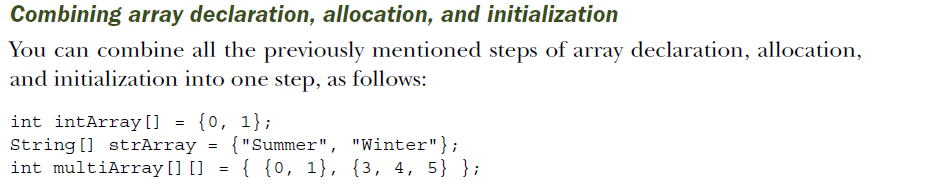 Combining array declaration, allocation, and initialization
You can combine all the previously mentioned steps of array declaration, allocation,
and initialization into one step, as follows:
int intArray[] = {0, 1};
String[] strArray = {"Summer", "Winter"};
int multiArray[][] = { {0, 1}, {3, 4, 5} };